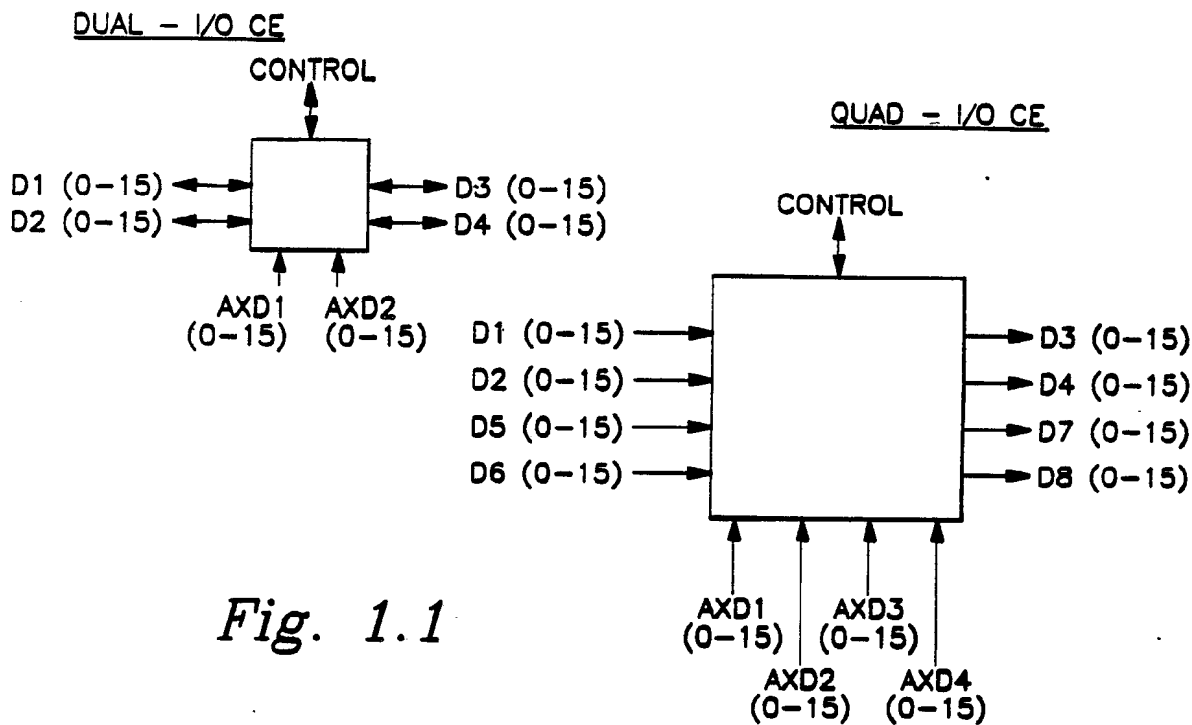 DUAL - I/O CE
CONTROL
D1 (0-15)
D2 (0-15)
D3 (0-15)
D4 (0-15)
AXD1
(0-15)
AXD2
(0-15)
QUAD - I/O CE
CONTROL
D1 (0-15)
D2 (0-15)
D5 (0-15)
D6 (0-15)
D3 (0-15)
D4 (0-15)
D7 (0-15)
D8 (0-15)
AXD1
(0-15)
AXD2
(0-15)
AXD3
(0-15)
AXD4
(0-15)
Fig. 1.1